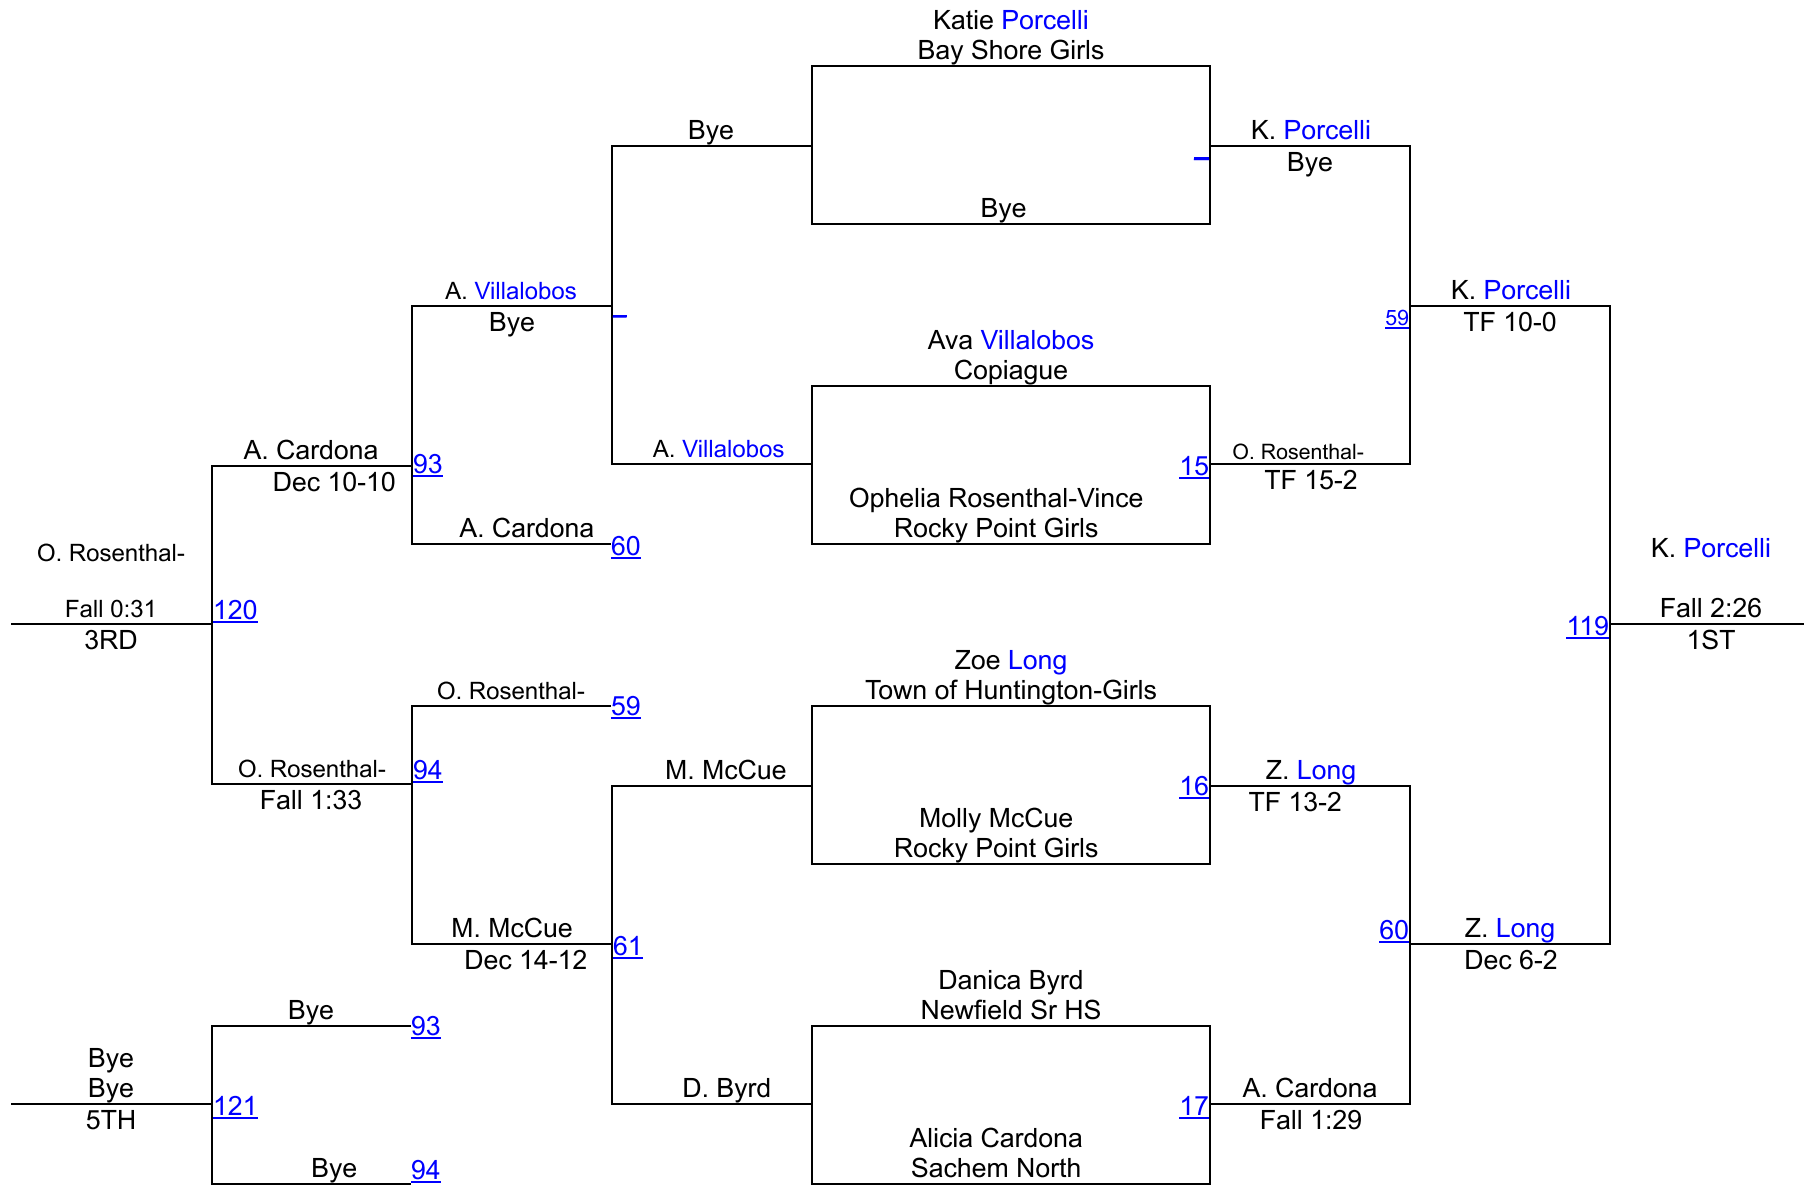 Katie Porcelli
Bay Shore Girls
Bye
K. Porcelli
Bye
Bye
A. Villalobos
Bye
K. Porcelli
59
TF 10-0
Ava Villalobos
Copiague
A. Cardona
93
Dec 10-10
A. Villalobos
15
O. Rosenthal-
TF 15-2
Ophelia Rosenthal-Vince
Rocky Point Girls
A. Cardona
60
O. Rosenthal-
K. Porcelli
Fall 0:31
120
3RD
119
Fall 2:26
1ST
Zoe Long
Town of Huntington-Girls
O. Rosenthal-
59
O. Rosenthal-
94
Fall 1:33
M. McCue
16
Z. Long
TF 13-2
Molly McCue
Rocky Point Girls
M. McCue
61
Dec 14-12
60
Z. Long
Dec 6-2
Danica Byrd
Newfield Sr HS
Bye
93
Bye
Bye
121
5TH
D. Byrd
17
A. Cardona
Fall 1:29
Alicia Cardona
Sachem North
Bye
94